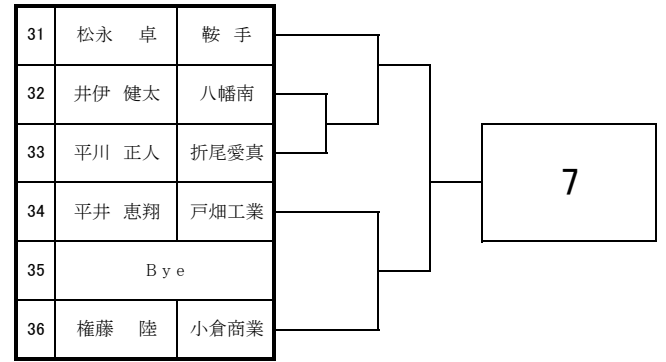 31 松永 卓 鞍 手
32 井伊 健太 八幡南
33 平川 正人 折尾愛真
34 平井 恵翔 戸畑工業
35 Bye
36 権藤 陸 小倉商業
7